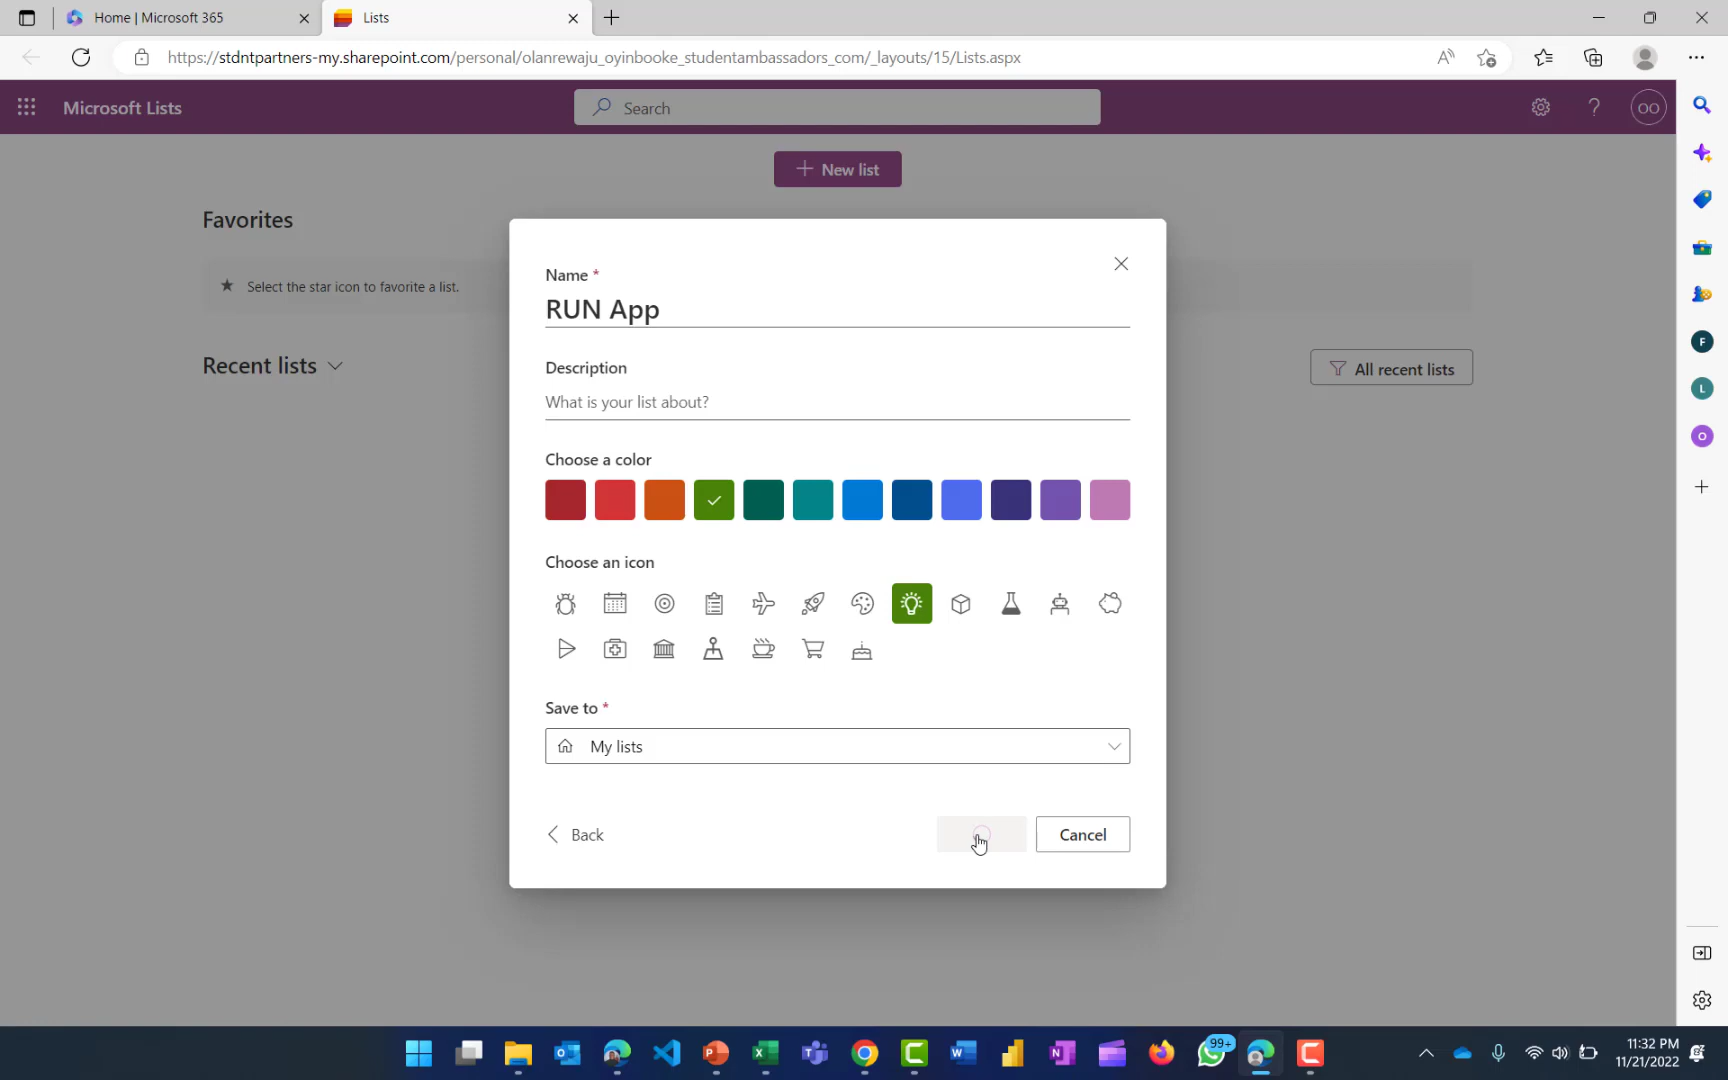 Home | Microsoft 365
Lists
https://stdntpartners-my.sharepoint.com/personal/olanrewaju_oyinbooke_studentambassadors_com/_layouts/15/Lists.aspx
Microsoft Lists
Search
OO
New list
Favorites
Select the star icon to favorite a list.
Recent lists
All recent lists
Name *
RUN App
Description
What is your list about?
Choose a color
Choose an icon
Save to *
My lists
Back
Cancel
F
L
O
99+
11:32 PM
11/21/2022